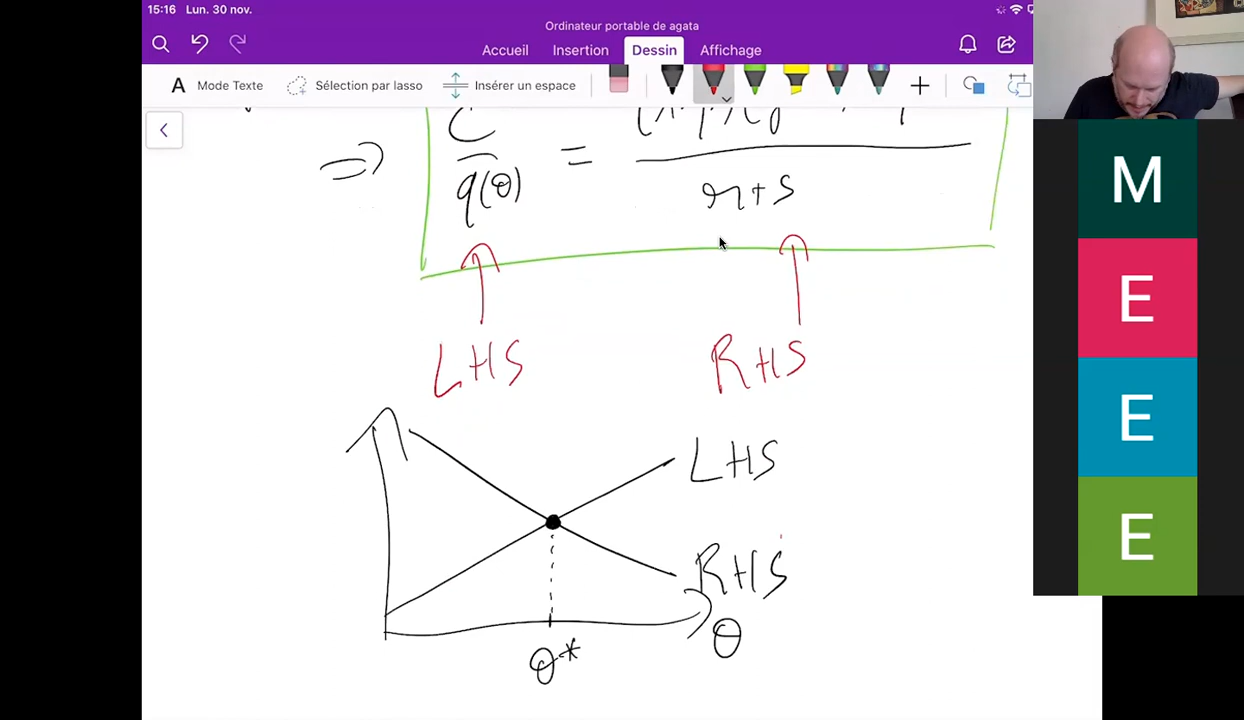 15:16 Lun. 30 nov.
Ordinateur portable de agata
Accueil Insertion Dessin Affichage
A Mode Texte Sélection par lasso Insérer un espace
⇒ C/q(θ) = /r+s
LHS RHS
LHS
RHS
θ* θ
M
E
E
E